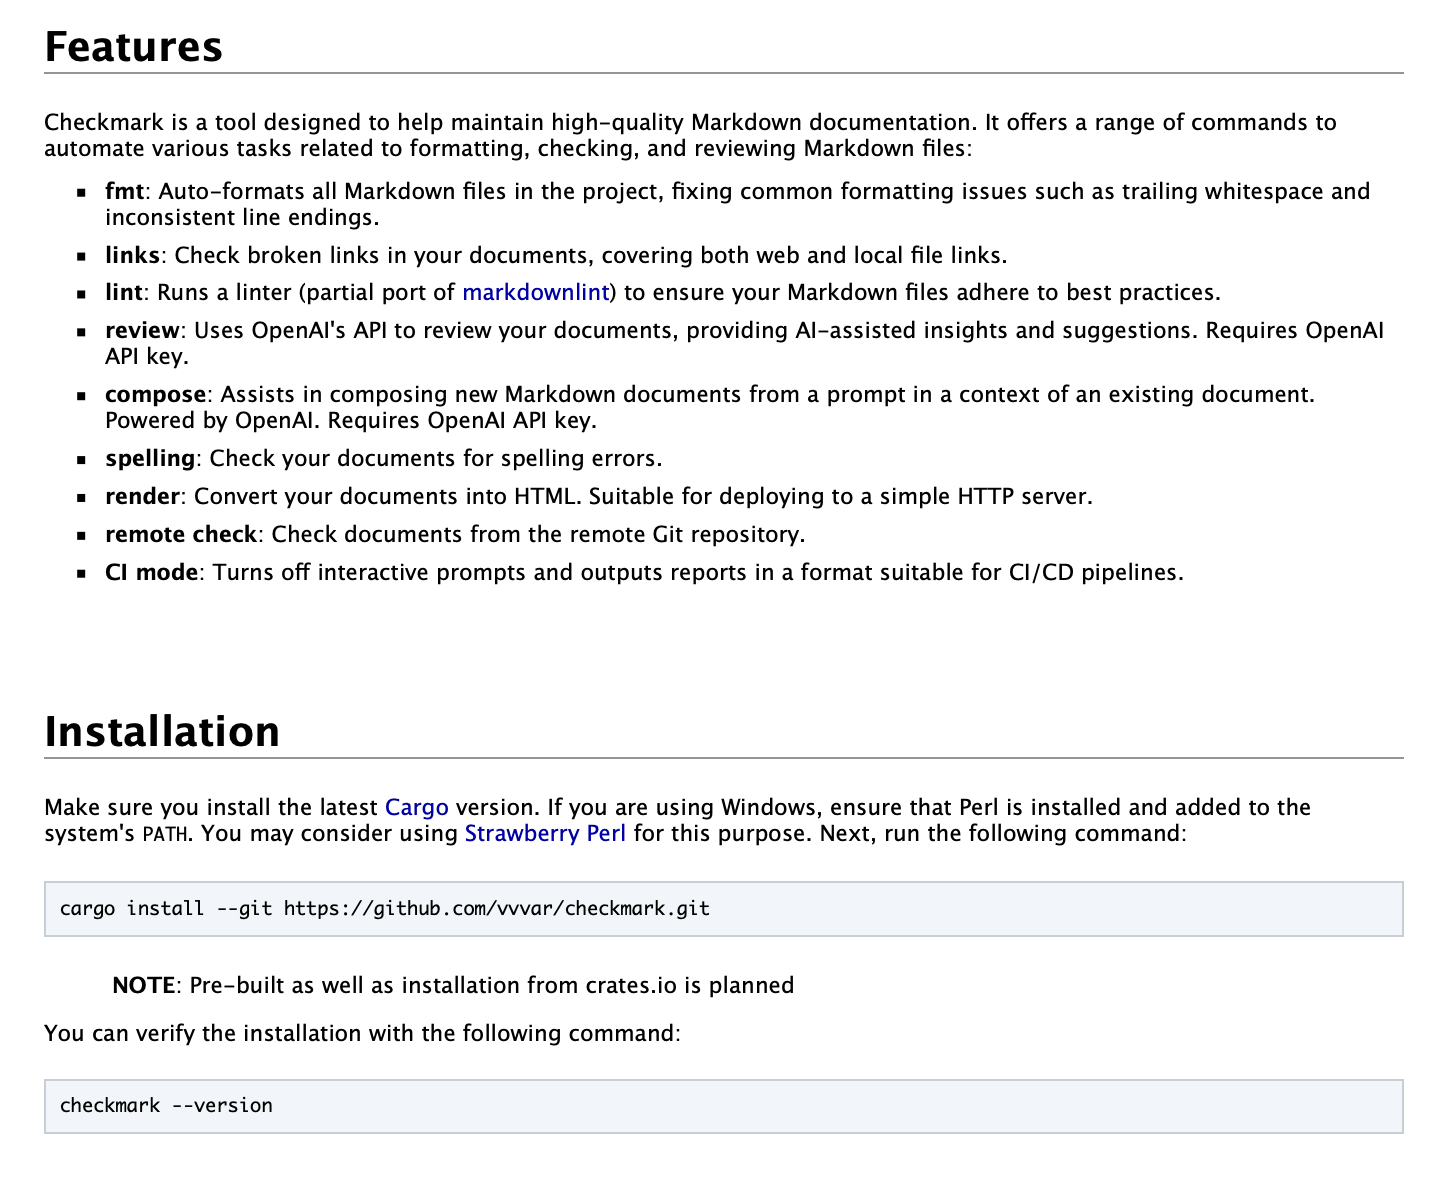 Features
Checkmark is a tool designed to help maintain high-quality Markdown documentation. It offers a range of commands to
automate various tasks related to formatting, checking, and reviewing Markdown files:
▪ fmt: Auto-formats all Markdown files in the project, fixing common formatting issues such as trailing whitespace and
inconsistent line endings.
▪ links: Check broken links in your documents, covering both web and local file links.
▪ lint: Runs a linter (partial port of markdownlint) to ensure your Markdown files adhere to best practices.
▪ review: Uses OpenAI's API to review your documents, providing AI-assisted insights and suggestions. Requires OpenAI
API key.
▪ compose: Assists in composing new Markdown documents from a prompt in a context of an existing document.
Powered by OpenAI. Requires OpenAI API key.
▪ spelling: Check your documents for spelling errors.
▪ render: Convert your documents into HTML. Suitable for deploying to a simple HTTP server.
▪ remote check: Check documents from the remote Git repository.
▪ CI mode: Turns off interactive prompts and outputs reports in a format suitable for CI/CD pipelines.
Installation
Make sure you install the latest Cargo version. If you are using Windows, ensure that Perl is installed and added to the
system's PATH. You may consider using Strawberry Perl for this purpose. Next, run the following command:
cargo install --git https://github.com/vvvar/checkmark.git
NOTE: Pre-built as well as installation from crates.io is planned
You can verify the installation with the following command:
checkmark --version